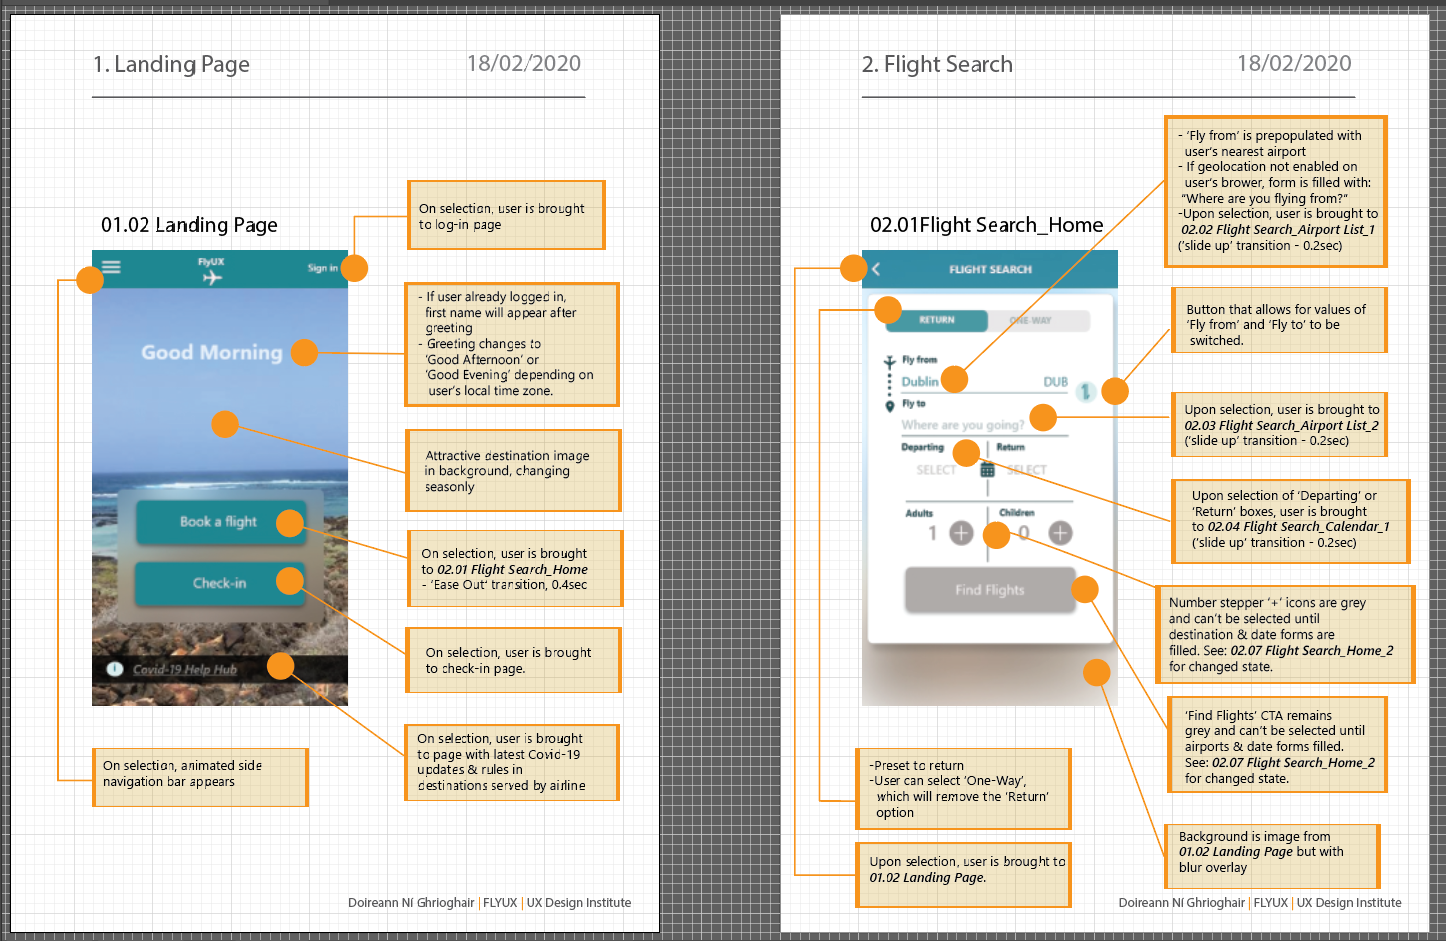 1. Landing Page
18/02/2020
01.02 Landing Page
FlyUX
Sign in
Good Morning
Book a flight
Check-in
Covid-19 Help Hub
On selection, user is brought
to log-in page
- If user already logged in,
first name will appear after
greeting
- Greeting changes to
'Good Afternoon' or
'Good Evening' depending on
user's local time zone.
Attractive destination image
in background, changing
seasonly
On selection, user is brought
to 02.01 Flight Search_Home
- 'Ease Out' transition, 0.4sec
On selection, user is brought
to check-in page.
On selection, user is brought
to page with latest Covid-19
updates & rules in
destinations served by airline
On selection, animated side
navigation bar appears
Doireann Ní Ghrioghair | FLYUX | UX Design Institute
2. Flight Search
18/02/2020
02.01Flight Search_Home
FLIGHT SEARCH
RETURN
ONE-WAY
Fly from
Dublin
DUB
Fly to
Where are you going?
Departing
Return
SELECT
SELECT
Adults
Children
1 +
0 +
Find Flights
- 'Fly from' is prepopulated with
user's nearest airport
- If geolocation not enabled on
user's brower, form is filled with:
"Where are you flying from?"
-Upon selection, user is brought to
02.02 Flight Search_Airport List_1
('slide up' transition - 0.2sec)
Button that allows for values of
'Fly from' and 'Fly to' to be
switched.
Upon selection, user is brought to
02.03 Flight Search_Airport List_2
('slide up' transition - 0.2sec)
Upon selection of 'Departing' or
'Return' boxes, user is brought
to 02.04 Flight Search_Calendar_1
('slide up' transition - 0.2sec)
Number stepper '+' icons are grey
and can't be selected until
destination & date forms are
filled. See: 02.07 Flight Search_Home_2
for changed state.
'Find Flights' CTA remains
grey and can't be selected until
airports & date forms filled.
See: 02.07 Flight Search_Home_2
for changed state.
-Preset to return
-User can select 'One-Way',
which will remove the 'Return'
option
Background is image from
01.02 Landing Page but with
blur overlay
Upon selection, user is brought to
01.02 Landing Page.
Doireann Ní Ghrioghair | FLYUX | UX Design Institute